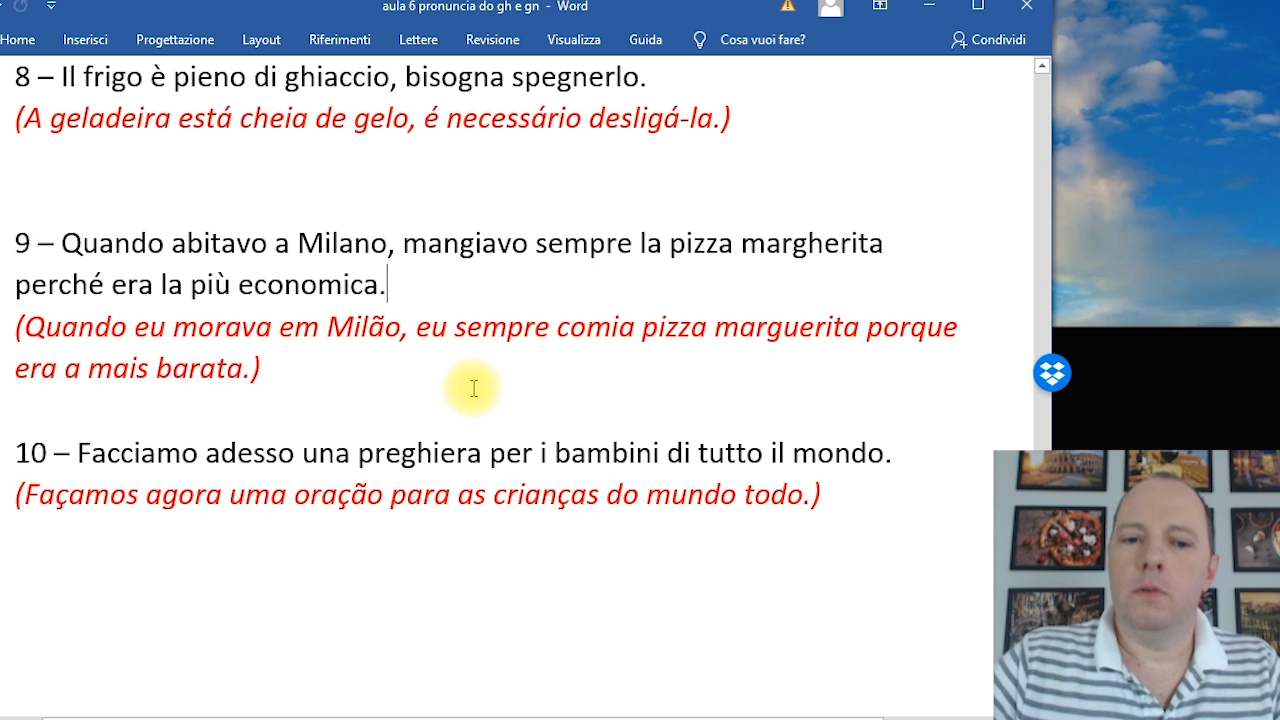 aula 6 pronuncia do gh e gn - Word
Home Inserisci Progettazione Layout Riferimenti Lettere Revisione Visualizza Guida Cosa vuoi fare? Condividi
8 – Il frigo è pieno di ghiaccio, bisogna spegnerlo.
(A geladeira está cheia de gelo, é necessário desligá-la.)
9 – Quando abitavo a Milano, mangiavo sempre la pizza margherita
perché era la più economica.
(Quando eu morava em Milão, eu sempre comia pizza marguerita porque
era a mais barata.)
10 – Facciamo adesso una preghiera per i bambini di tutto il mondo.
(Façamos agora uma oração para as crianças do mundo todo.)